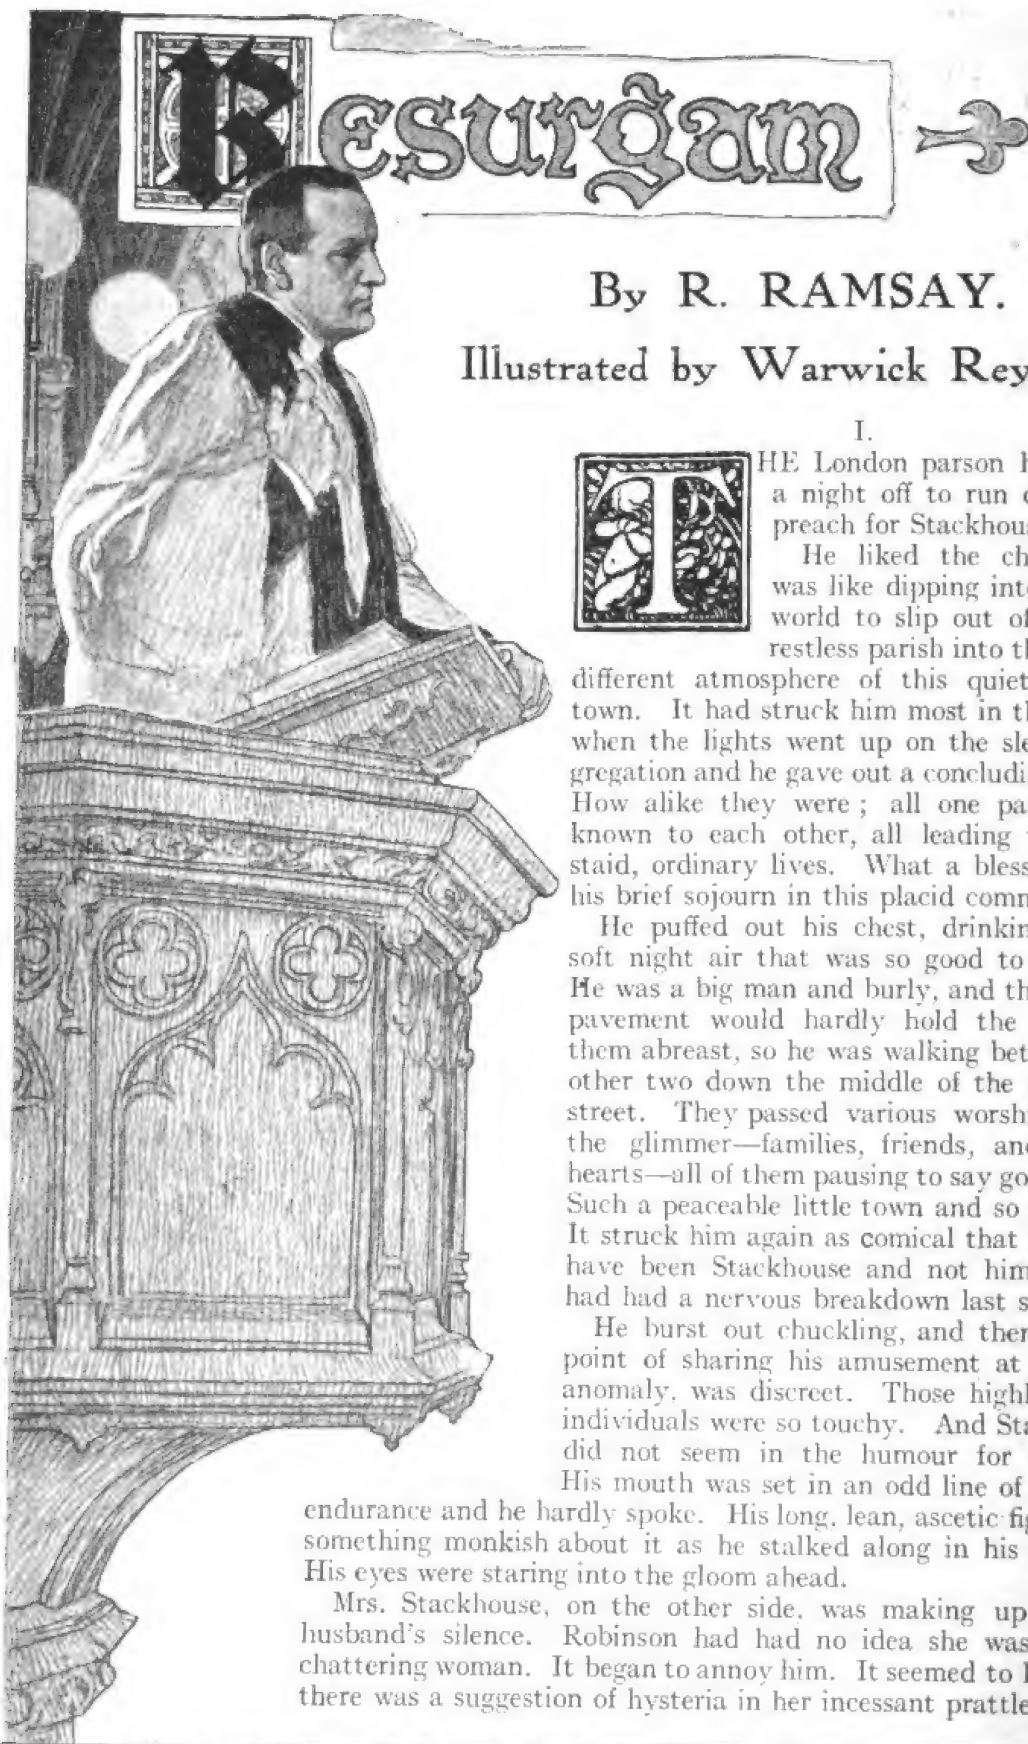 Resurgam
By R. RAMSAY.
Illustrated by Warwick Rey
I.
THE London parson h
a night off to run
preach for Stackhous
He liked the ch
was like dipping int
world to slip out of
restless parish into th
different atmosphere of this quiet
town. It had struck him most in th
when the lights went up on the sle
gregation and he gave out a concludi
How alike they were ; all one pa
known to each other, all leading
staid, ordinary lives. What a bless
his brief sojourn in this placid comm
He puffed out his chest, drinkin
soft night air that was so good to
He was a big man and burly, and th
pavement would hardly hold the
them abreast, so he was walking bet
other two down the middle of the
street. They passed various worsh
the glimmer—families, friends, and
hearts—all of them pausing to say go
Such a peaceable little town and so
It struck him again as comical that
have been Stackhouse and not him
had had a nervous breakdown last s
He burst out chuckling, and then
point of sharing his amusement at
anomaly, was discreet. Those highl
individuals were so touchy. And Sta
did not seem in the humour for
His mouth was set in an odd line of
endurance and he hardly spoke. His long, lean, ascetic fig
something monkish about it as he stalked along in his
His eyes were staring into the gloom ahead.
Mrs. Stackhouse, on the other side, was making up
husband's silence. Robinson had had no idea she was
chattering woman. It began to annoy him. It seemed to h
there was a suggestion of hysteria in her incessant prattle